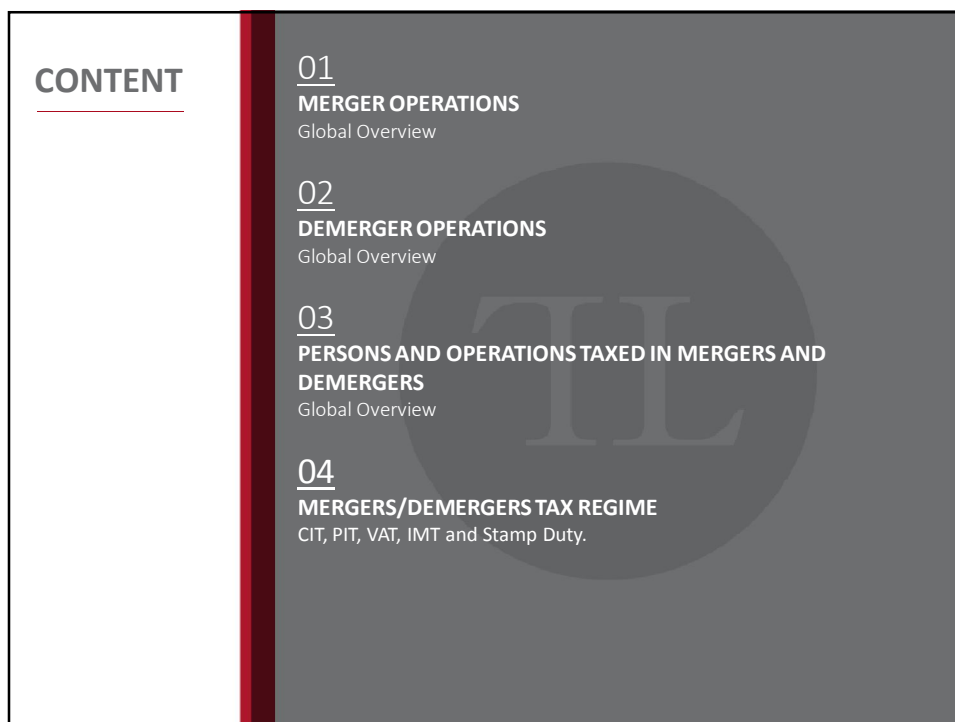 CONTENT
01
MERGER OPERATIONS
Global Overview
02
DEMERGER OPERATIONS
Global Overview
03
PERSONS AND OPERATIONS TAXED IN MERGERS AND
DEMERGERS
Global Overview
04
MERGERS/DEMERGERS TAX REGIME
CIT, PIT, VAT, IMT and Stamp Duty.
TL